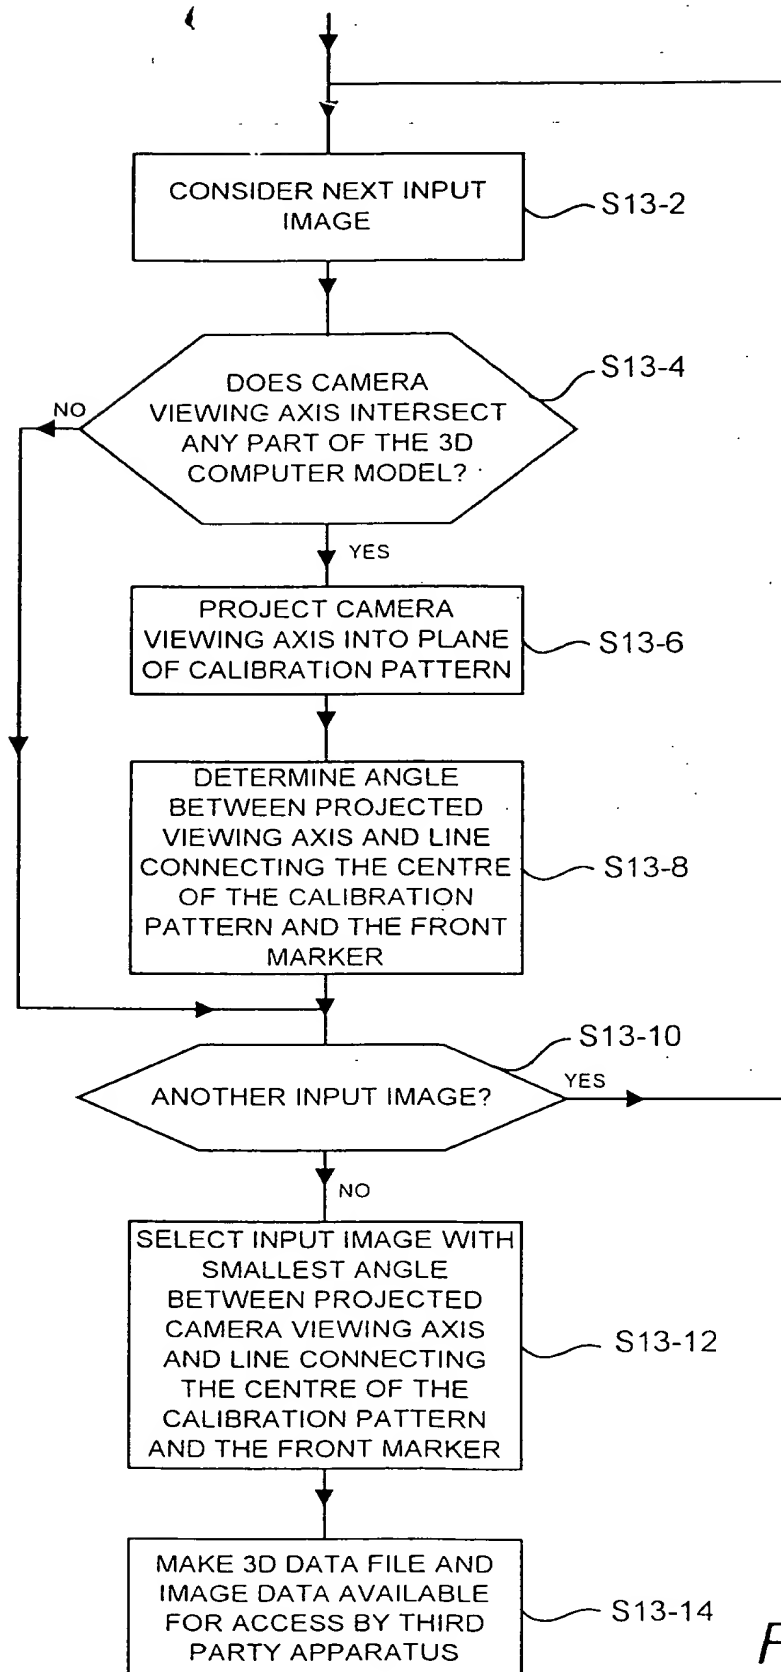 CONSIDER NEXT INPUT
IMAGE
S13-2
DOES CAMERA
VIEWING AXIS INTERSECT
ANY PART OF THE 3D
COMPUTER MODEL?
S13-4
NO
YES
PROJECT CAMERA
VIEWING AXIS INTO PLANE
OF CALIBRATION PATTERN
S13-6
DETERMINE ANGLE
BETWEEN PROJECTED
VIEWING AXIS AND LINE
CONNECTING THE CENTRE
OF THE CALIBRATION
PATTERN AND THE FRONT
MARKER
S13-8
ANOTHER INPUT IMAGE?
S13-10
YES
NO
SELECT INPUT IMAGE WITH
SMALLEST ANGLE
BETWEEN PROJECTED
CAMERA VIEWING AXIS
AND LINE CONNECTING
THE CENTRE OF THE
CALIBRATION PATTERN
AND THE FRONT MARKER
S13-12
MAKE 3D DATA FILE AND
IMAGE DATA AVAILABLE
FOR ACCESS BY THIRD
PARTY APPARATUS
S13-14